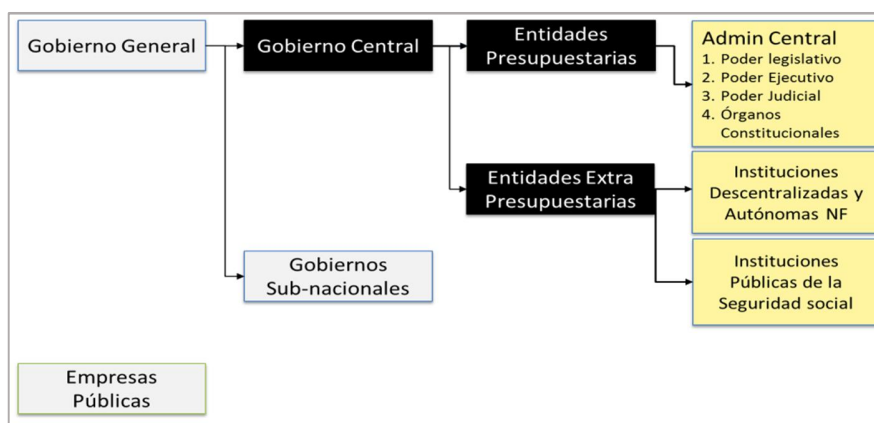 Gobierno General
Gobierno Central
Entidades
Presupuestarias
Admin Central
1. Poder legislativo
2. Poder Ejecutivo
3. Poder Judicial
4. Órganos
Constitucionales
Entidades Extra
Presupuestarias
Instituciones
Descentralizadas y
Autónomas NF
Gobiernos
Sub-nacionales
Instituciones
Públicas de la
Seguridad social
Empresas
Públicas